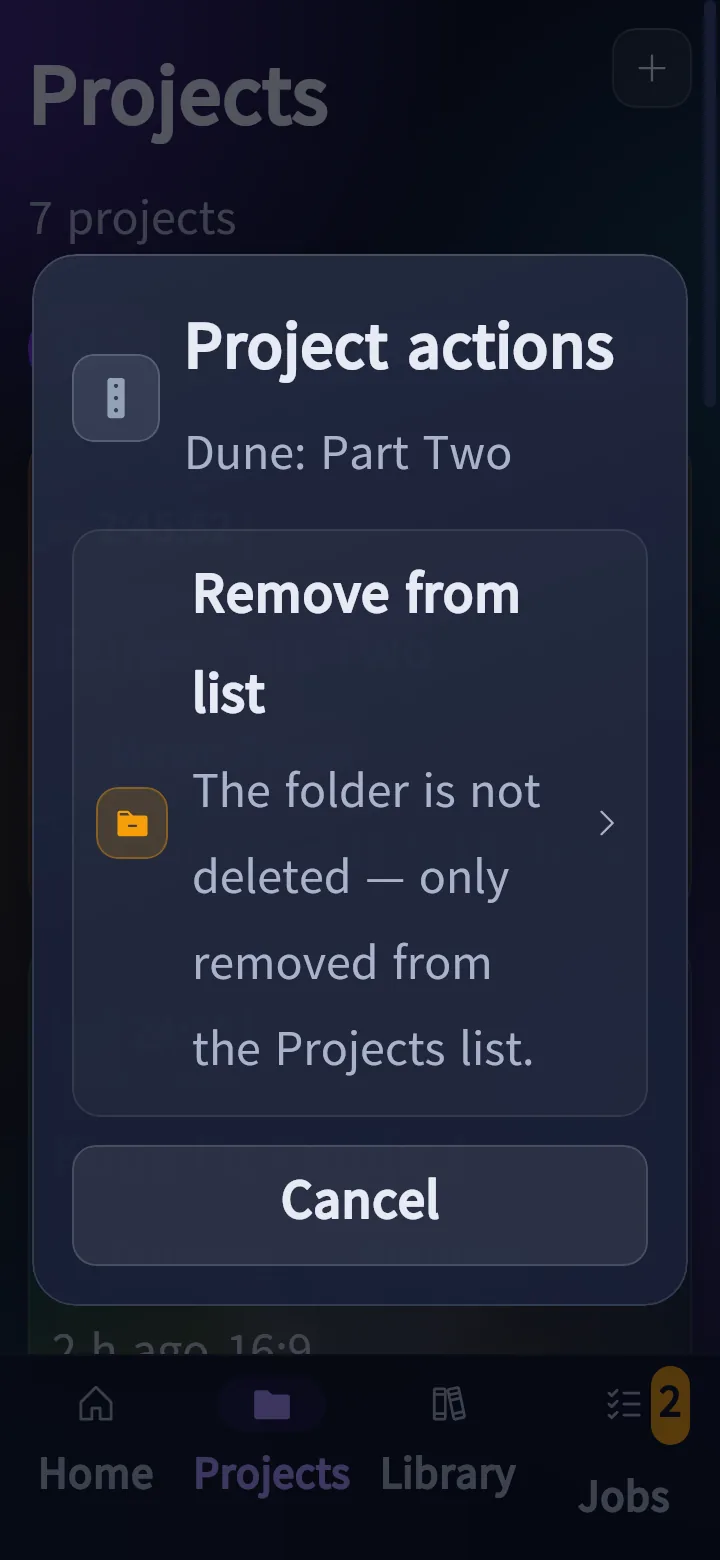 Projects
7 projects
Project actions
Dune: Part Two
Remove from
list
The folder is not
deleted — only
removed from
the Projects list.
Cancel
2 h ago 16:9
Home
Projects
Library
2
Jobs